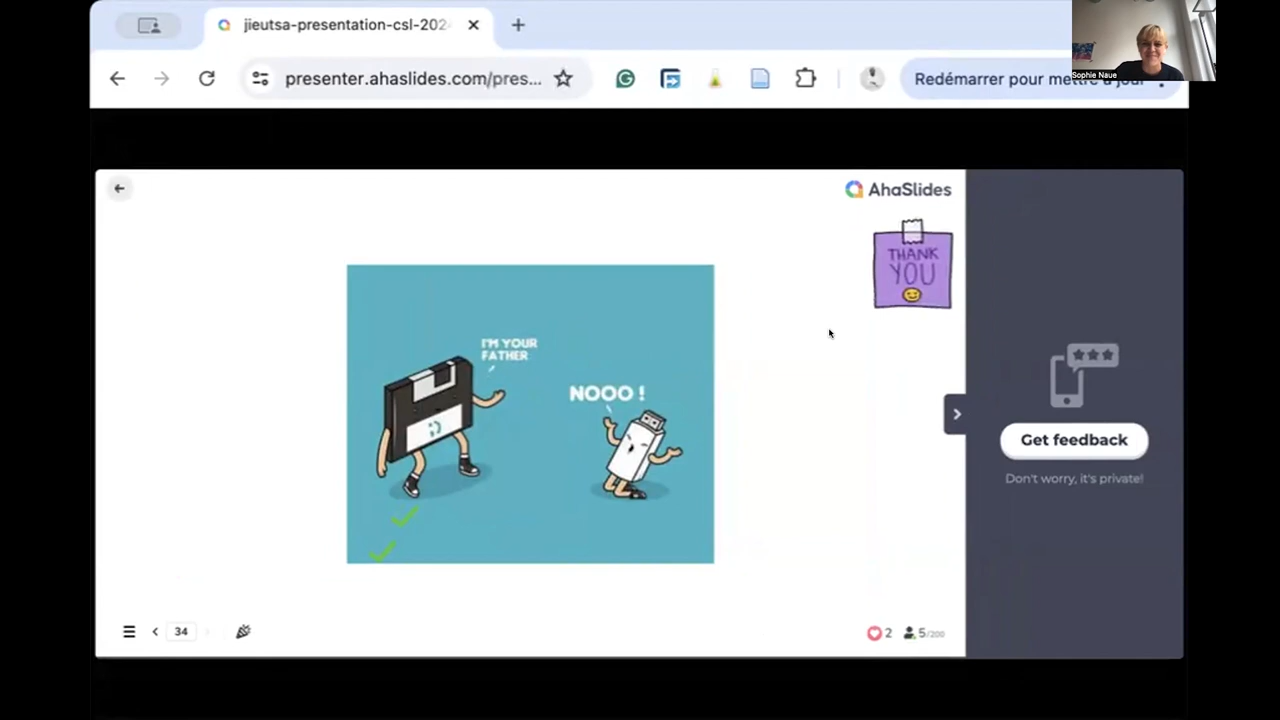 jieutsa-presentation-csl-2024
presenter.ahaslides.com/pres...
Redémarrer pour mettre à jour
Sophie Naue
AhaSlides
THANK
YOU
I'M YOUR
FATHER
NOOO !
Get feedback
Don't worry, it's private!
34
2
5/200